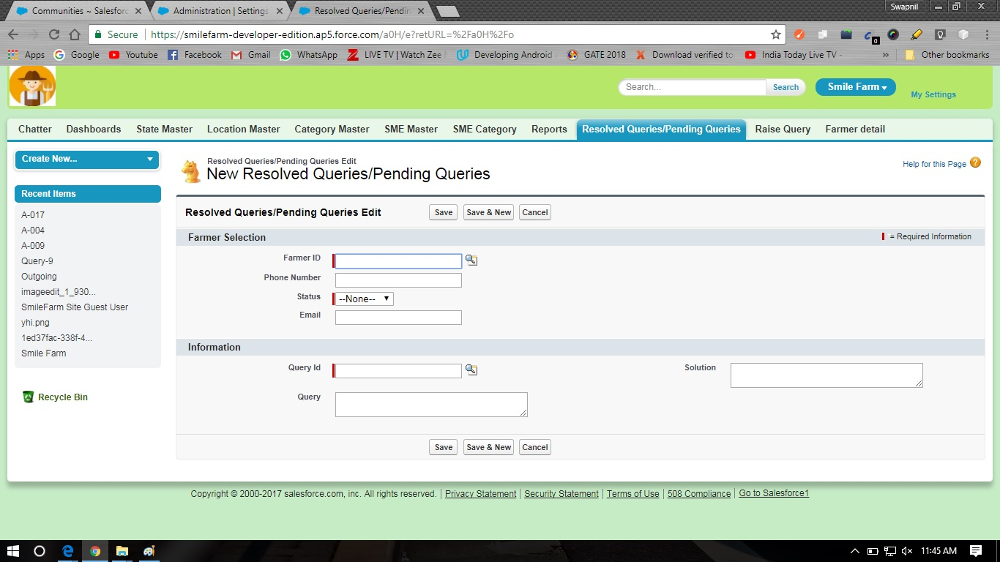 Swapnil
Communities ~ Salesforc
Administration | Settings
Resolved Queries/Pendin
Secure
https://smilefarm-developer-edition.ap5.force.com/a0H/e?retURL=%2Fa0H%2Fo
0
Apps Google Youtube Facebook Gmail WhatsApp LIVE TV | Watch Zee Developing Android GATE 2018 Download verified to India Today Live TV - » Other bookmarks
Search...
Search
Smile Farm
My Settings
Chatter Dashboards State Master Location Master Category Master SME Master SME Category Reports Resolved Queries/Pending Queries Raise Query Farmer detail
Create New...
Recent Items
A-017
A-004
A-009
Query-9
Outgoing
imageedit_1_930...
SmileFarm Site Guest User
yhi.png
1ed37fac-338f-4...
Smile Farm
Recycle Bin
Resolved Queries/Pending Queries Edit
New Resolved Queries/Pending Queries
Help for this Page ?
Resolved Queries/Pending Queries Edit
Save Save & New Cancel
Farmer Selection
= Required Information
Farmer ID
Phone Number
Status --None--
Email
Information
Query Id
Solution
Query
Save Save & New Cancel
Copyright © 2000-2017 salesforce.com, inc. All rights reserved. | Privacy Statement | Security Statement | Terms of Use | 508 Compliance | Go to Salesforce1
11:45 AM